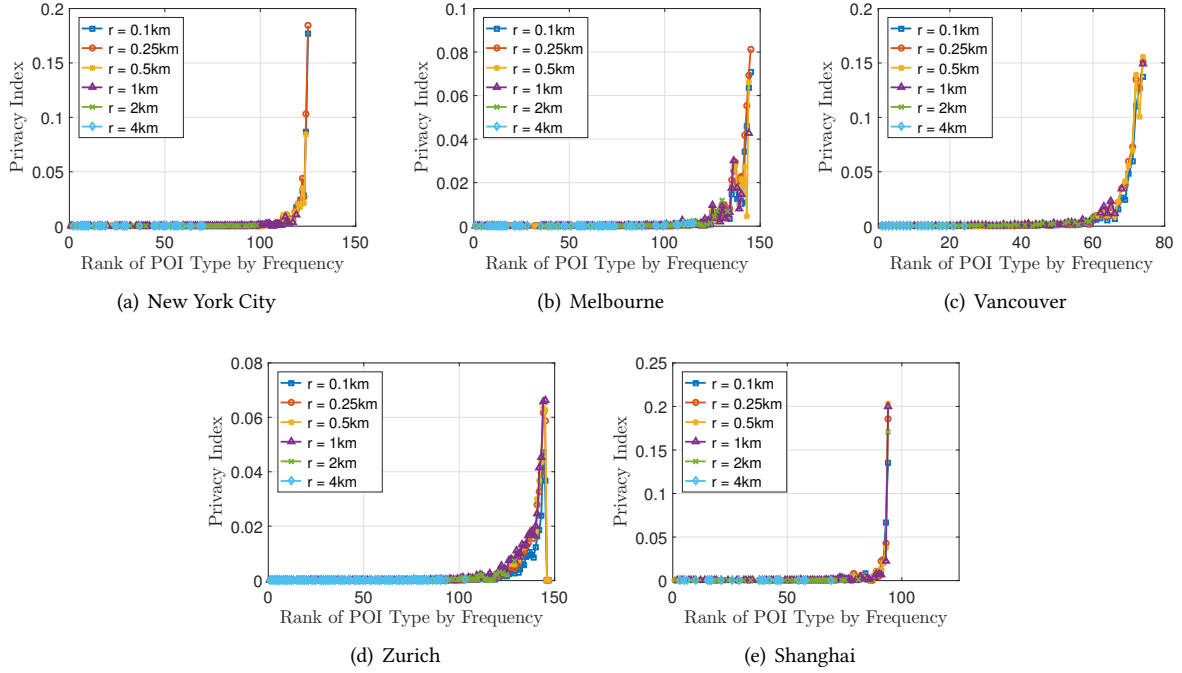 0.2
0.15
0.1
0.05
0
Privacy Index
r = 0.1km
r = 0.25km
r = 0.5km
r = 1km
r = 2km
r = 4km
0 50 100 150
Rank of POI Type by Frequency
(a) New York City
0.1
0.08
0.06
0.04
0.02
0
Privacy Index
r = 0.1km
r = 0.25km
r = 0.5km
r = 1km
r = 2km
r = 4km
0 50 100 150
Rank of POI Type by Frequency
(b) Melbourne
0.2
0.15
0.1
0.05
0
Privacy Index
r = 0.1km
r = 0.25km
r = 0.5km
r = 1km
r = 2km
r = 4km
0 20 40 60 80
Rank of POI Type by Frequency
(c) Vancouver
0.08
0.06
0.04
0.02
0
Privacy Index
r = 0.1km
r = 0.25km
r = 0.5km
r = 1km
r = 2km
r = 4km
0 50 100 150
Rank of POI Type by Frequency
(d) Zurich
0.25
0.2
0.15
0.1
0.05
0
Privacy Index
r = 0.1km
r = 0.25km
r = 0.5km
r = 1km
r = 2km
r = 4km
0 50 100
Rank of POI Type by Frequency
(e) Shanghai